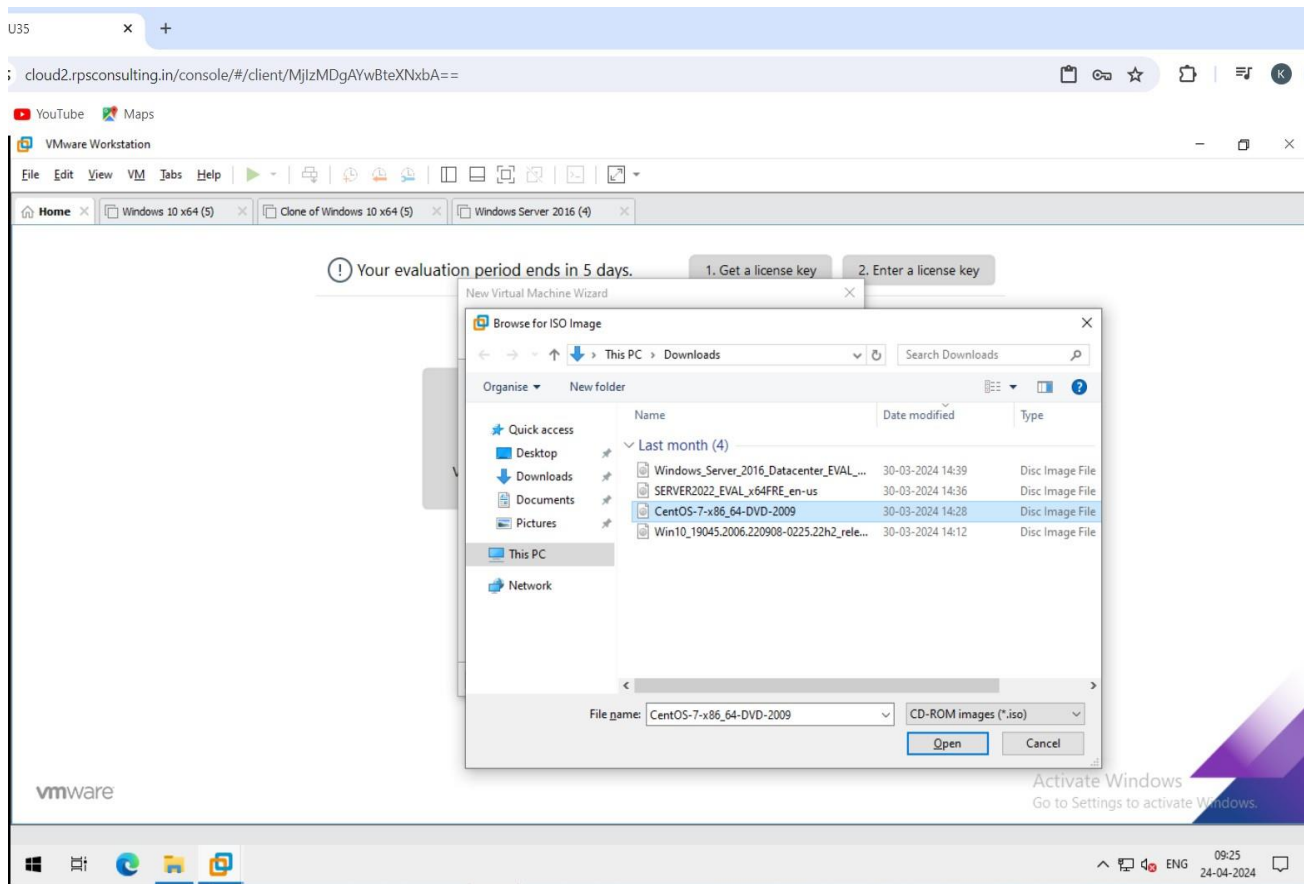 U35
cloud2.rpsconsulting.in/console/#/client/MjIzMDgAYwBteXNxbA==
K
YouTube Maps
VMware Workstation
File Edit View VM Tabs Help
Home Windows 10 x64 (5) Clone of Windows 10 x64 (5) Windows Server 2016 (4)
Your evaluation period ends in 5 days. 1. Get a license key 2. Enter a license key
New Virtual Machine Wizard
Browse for ISO Image
This PC > Downloads Search Downloads
Organise New folder
Name Date modified Type
Quick access
Last month (4)
Desktop
Windows_Server_2016_Datacenter_EVAL_... 30-03-2024 14:39 Disc Image File
Downloads
SERVER2022_EVAL_x64FRE_en-us 30-03-2024 14:36 Disc Image File
Documents
CentOS-7-x86_64-DVD-2009 30-03-2024 14:28 Disc Image File
Pictures
Win10_19045.2006.220908-0225.22h2_rele... 30-03-2024 14:12 Disc Image File
This PC
Network
File name: CentOS-7-x86_64-DVD-2009 CD-ROM images (*.iso)
Open Cancel
vmware
Activate Windows
Go to Settings to activate Windows.
ENG 09:25
24-04-2024